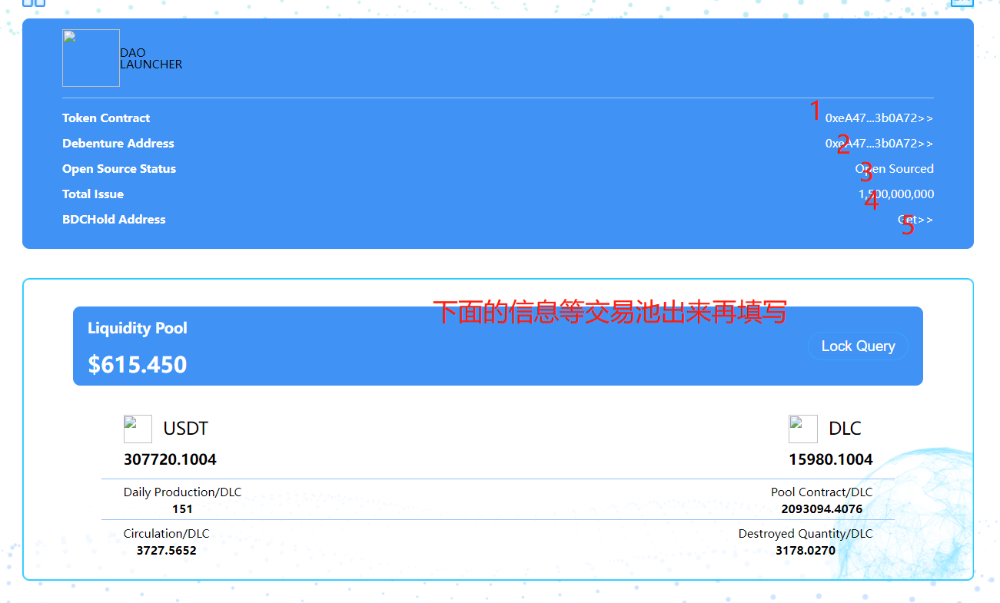 DAO
LAUNCHER
Token Contract 1 0xeA47...3b0A72>>
Debenture Address 2 0xeA47...3b0A72>>
Open Source Status 3 Open Sourced
Total Issue 4 1,500,000,000
BDCHold Address 5 Get>>
下面的信息等交易池出来再填写
Liquidity Pool
$615.450
Lock Query
USDT DLC
307720.1004 15980.1004
Daily Production/DLC Pool Contract/DLC
151 2093094.4076
Circulation/DLC Destroyed Quantity/DLC
3727.5652 3178.0270